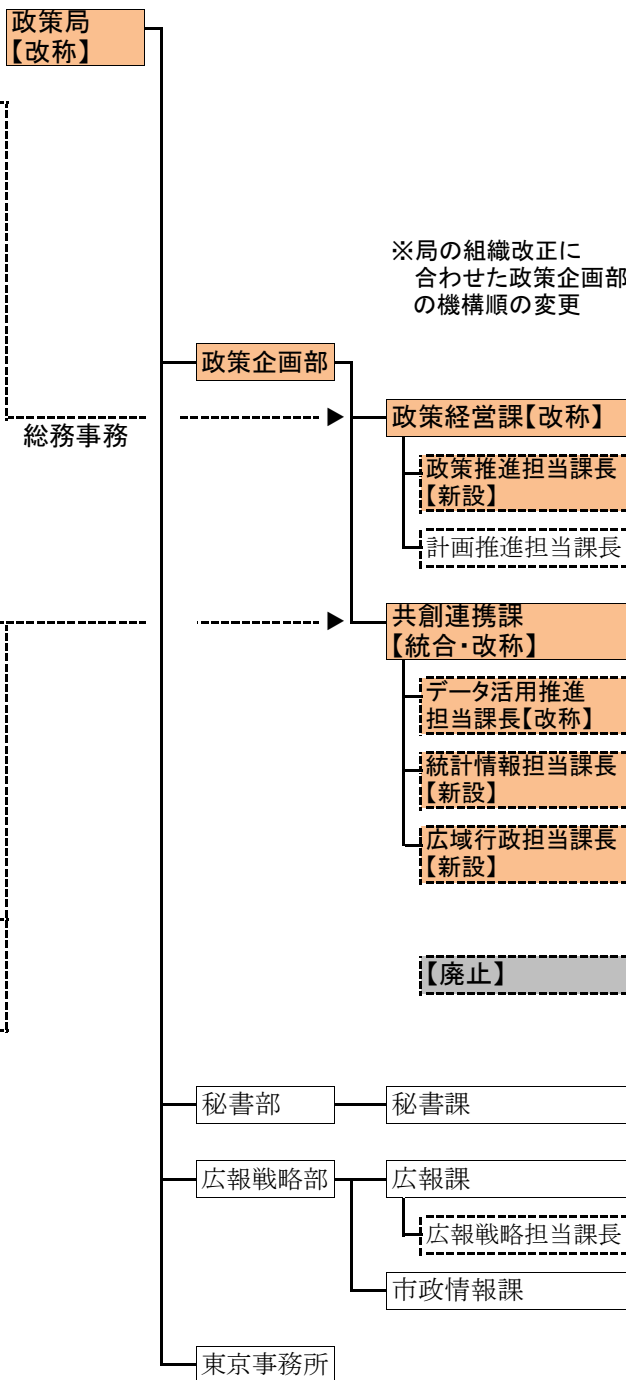 政策局
【改称】
※局の組織改正に
合わせた政策企画部
の機構順の変更
政策企画部
総務事務
政策経営課【改称】
政策推進担当課長
【新設】
計画推進担当課長
共創連携課
【統合・改称】
データ活用推進
担当課長【改称】
統計情報担当課長
【新設】
広域行政担当課長
【新設】
【廃止】
秘書部
秘書課
広報戦略部
広報課
広報戦略担当課長
市政情報課
東京事務所